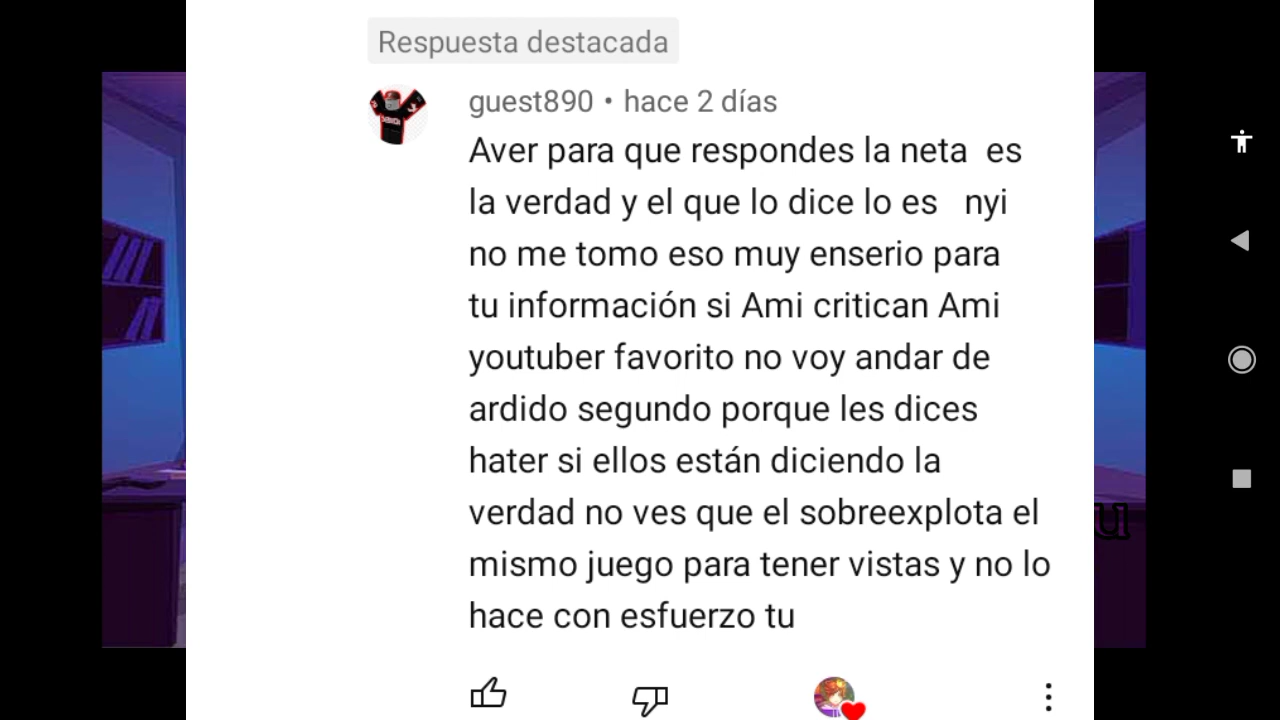 Respuesta destacada
guest890 • hace 2 días
Aver para que respondes la neta es
la verdad y el que lo dice lo es nyi
no me tomo eso muy enserio para
tu información si Ami critican Ami
youtuber favorito no voy andar de
ardido segundo porque les dices
hater si ellos están diciendo la
verdad no ves que el sobreexplota el
mismo juego para tener vistas y no lo
hace con esfuerzo tu